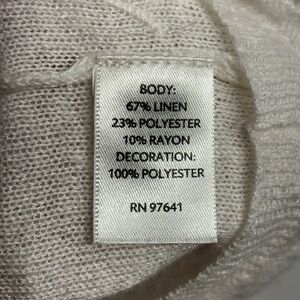 BODY:
67% LINEN
23% POLYESTER
10% RAYON
DECORATION:
100% POLYESTER
RN 97641